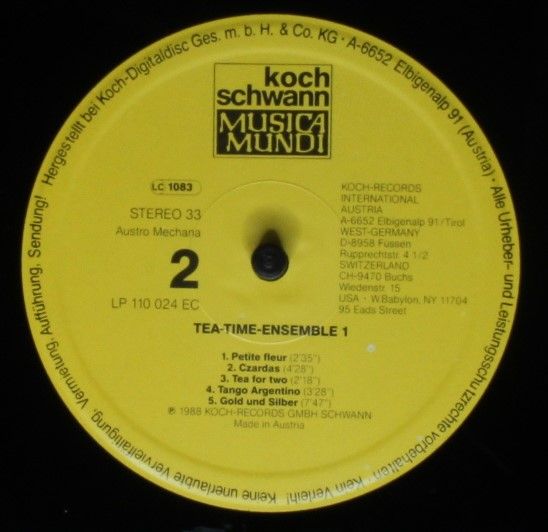 Hergestellt bei Koch-Digitaldisc Ges. m. b. H. & Co. KG · A-6652 Elbigenalp 91 (Austria) · Alle Urheber- und Leistungsschutzrechte vorbehalten! Kein Verleih! Keine unerlaubte Vervielfältigung, Vermietung, Aufführung, Sendung!
koch
schwann
MUSICA
MUNDI
LC 1083
STEREO 33
Austro Mechana
2
LP 110 024 EC
KOCH-RECORDS
INTERNATIONAL
AUSTRIA
A-6652 Elbigenalp 91/Tirol
WEST-GERMANY
D-8958 Füssen
Rupprechtstr. 4 1/2
SWITZERLAND
CH-9470 Buchs
Wiedenstr. 15
USA · W.Babylon, NY 11704
95 Eads Street
TEA-TIME-ENSEMBLE 1
1. Petite fleur (2'35")
2. Czardas (4'28")
3. Tea for two (2'18")
4. Tango Argentino (3'28")
5. Gold und Silber (7'47")
℗ 1988 KOCH-RECORDS GMBH SCHWANN
Made in Austria